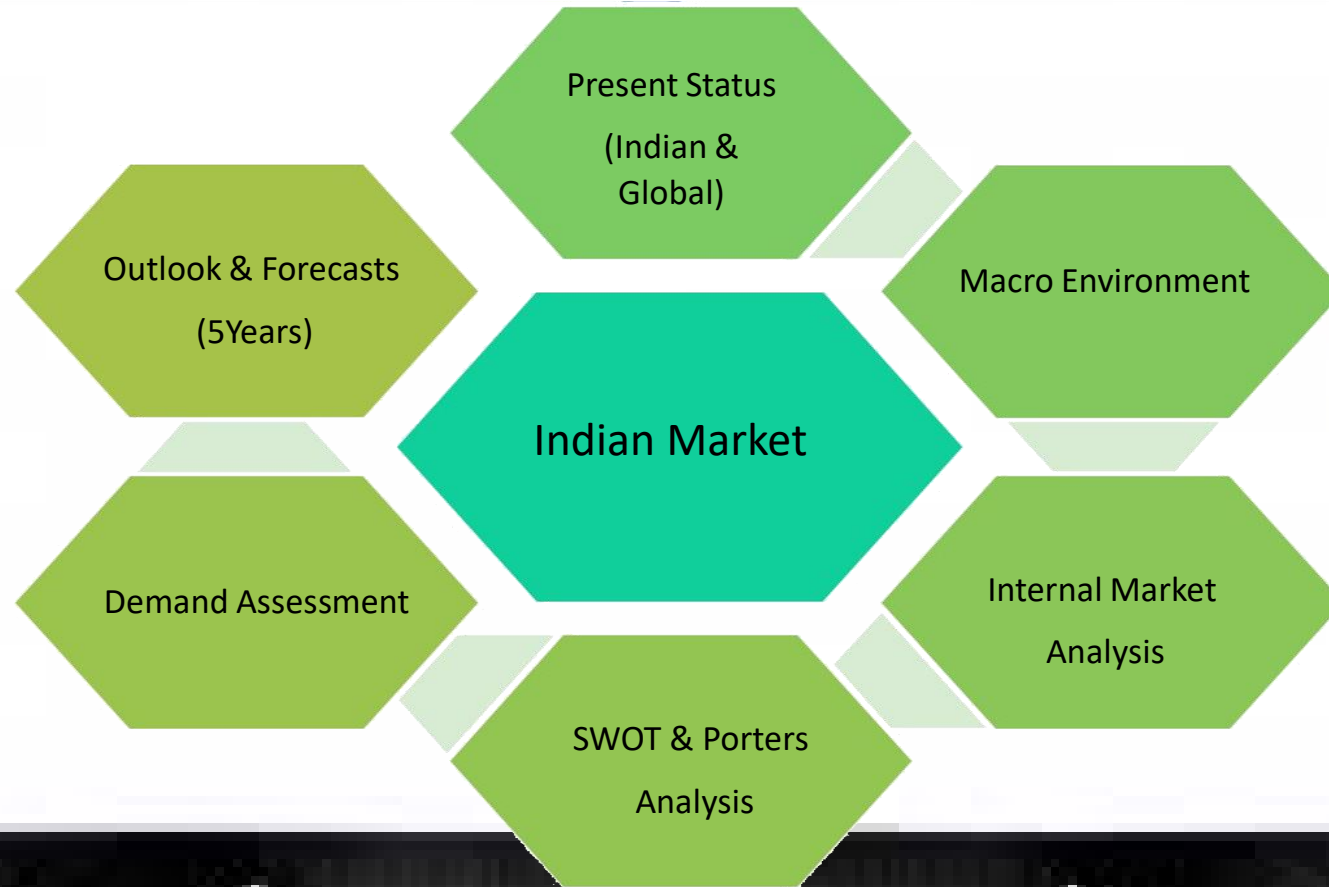 Present Status
(Indian &
Global)
Macro Environment
Internal Market
Analysis
SWOT & Porters
Analysis
Demand Assessment
Outlook & Forecasts
(5Years)
Indian Market